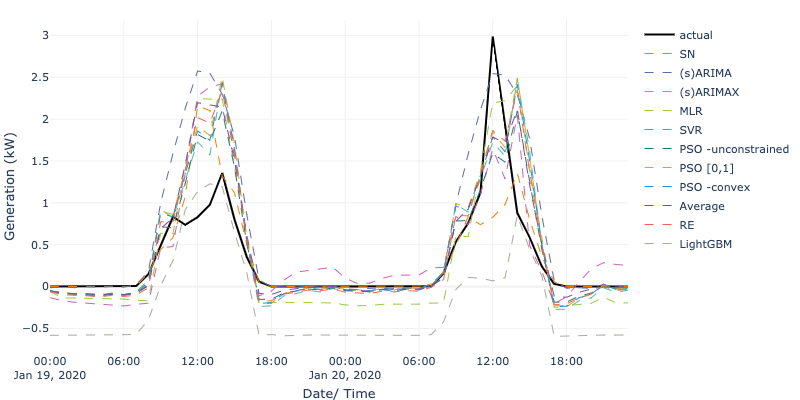 3
2.5
2
1.5
1
0.5
0
−0.5
Generation (kW)
00:00
Jan 19, 2020
06:00
12:00
18:00
00:00
Jan 20, 2020
06:00
12:00
18:00
Date/ Time
actual
SN
(s)ARIMA
(s)ARIMAX
MLR
SVR
PSO -unconstrained
PSO [0,1]
PSO -convex
Average
RE
LightGBM